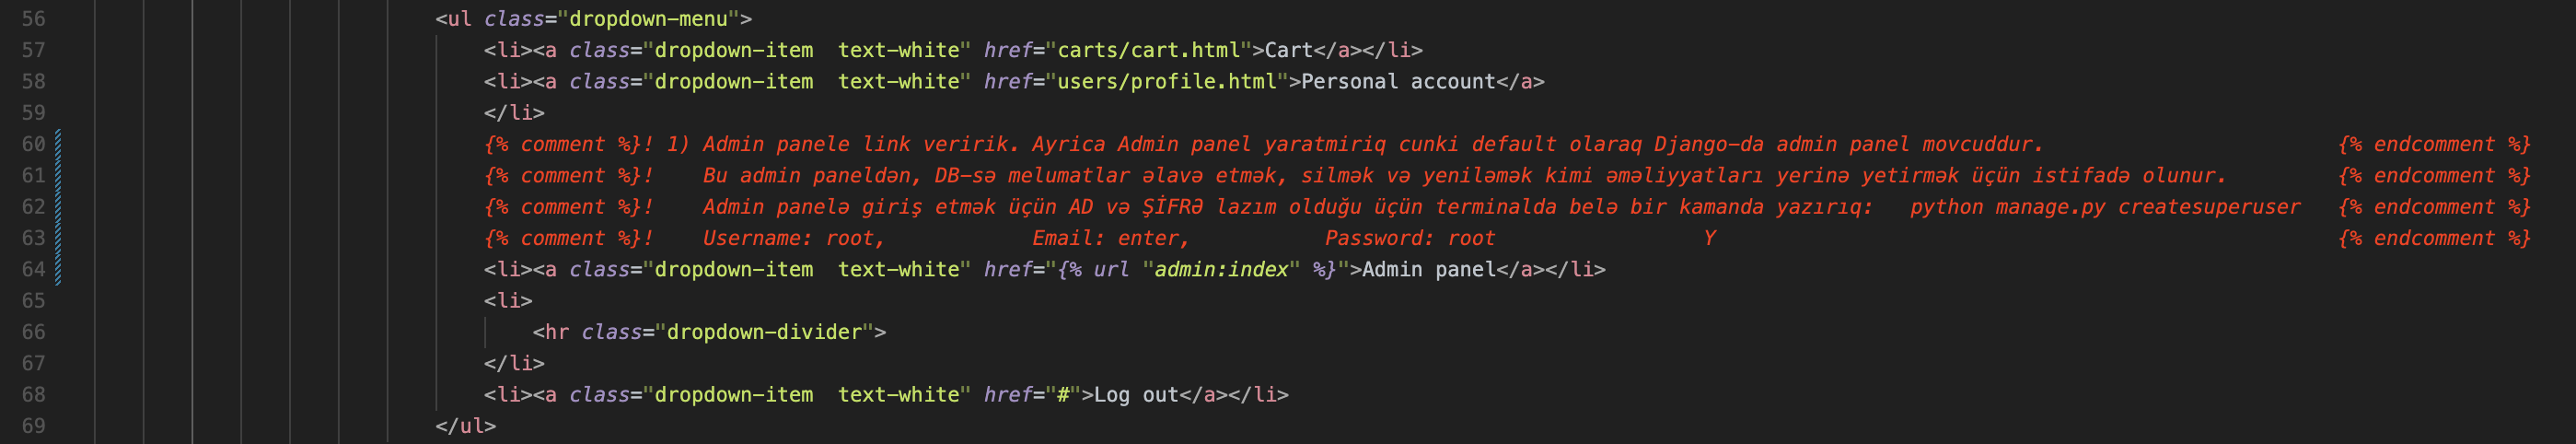 56 <ul class="dropdown-menu">
57 <li><a class="dropdown-item  text-white" href="carts/cart.html">Cart</a></li>
58 <li><a class="dropdown-item  text-white" href="users/profile.html">Personal account</a>
59 </li>
60 {% comment %}! 1) Admin panele link veririk. Ayrica Admin panel yaratmiriq cunki default olaraq Django-da admin panel movcuddur. {% endcomment %}
61 {% comment %}!    Bu admin paneldən, DB-sə melumatlar əlavə etmək, silmək və yeniləmək kimi əməliyyatları yerinə yetirmək üçün istifadə olunur. {% endcomment %}
62 {% comment %}!    Admin panelə giriş etmək üçün AD və ŞİFRƏ lazım olduğu üçün terminalda belə bir kamanda yazırıq:   python manage.py createsuperuser   {% endcomment %}
63 {% comment %}!    Username: root,            Email: enter,           Password: root                 Y {% endcomment %}
64 <li><a class="dropdown-item  text-white" href="{% url "admin:index" %}">Admin panel</a></li>
65 <li>
66 <hr class="dropdown-divider">
67 </li>
68 <li><a class="dropdown-item  text-white" href="#">Log out</a></li>
69 </ul>